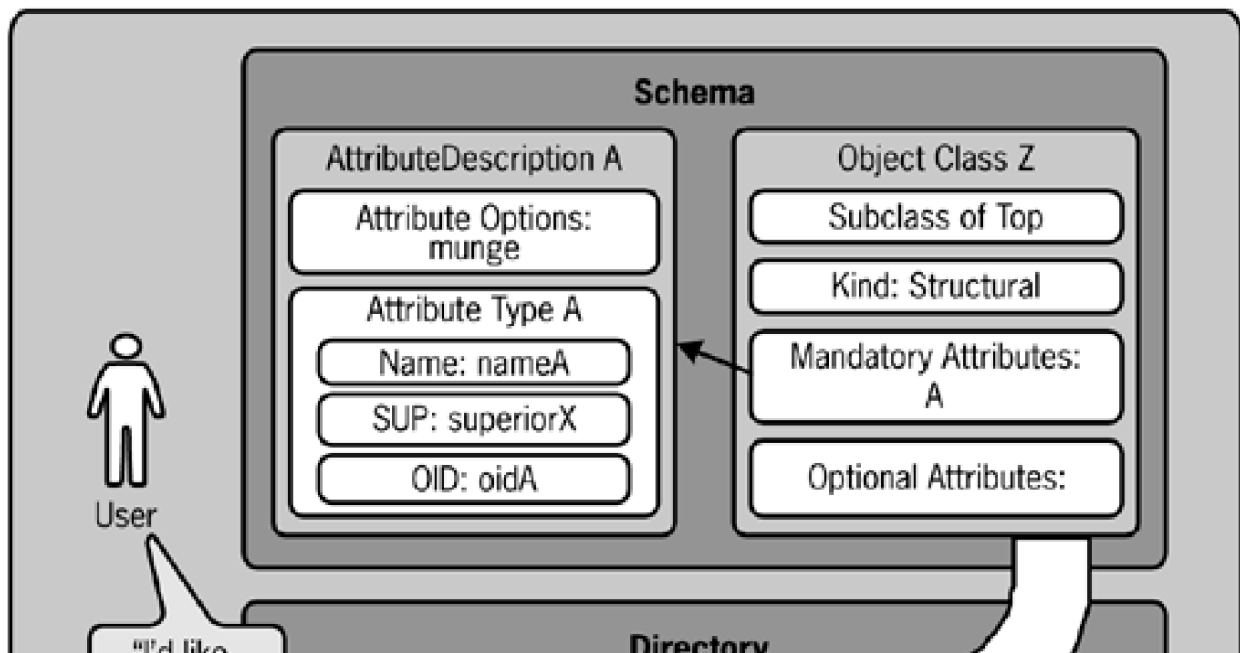 Schema
AttributeDescription A
Attribute Options:
munge
Attribute Type A
Name: nameA
SUP: superiorX
OID: oidA
Object Class Z
Subclass of Top
Kind: Structural
Mandatory Attributes:
A
Optional Attributes:
User
"I'd like
Directory